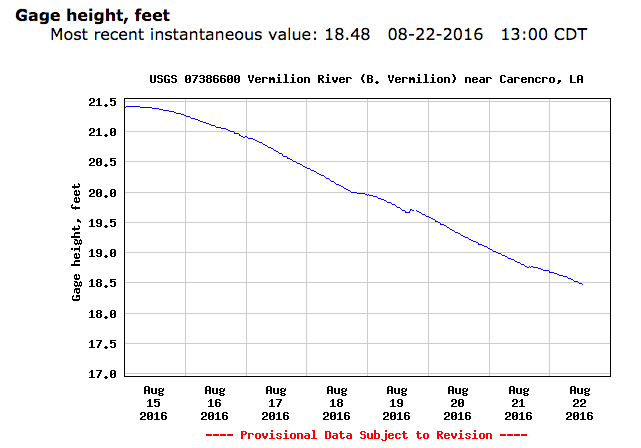 Gage height, feet
Most recent instantaneous value: 18.48 08-22-2016 13:00 CDT
USGS 07386600 Vermilion River (B. Vermilion) near Carencro, LA
Gage height, feet
21.5
21.0
20.5
20.0
19.5
19.0
18.5
18.0
17.5
17.0
Aug Aug Aug Aug Aug Aug Aug Aug
15 16 17 18 19 20 21 22
2016 2016 2016 2016 2016 2016 2016 2016
---- Provisional Data Subject to Revision ----